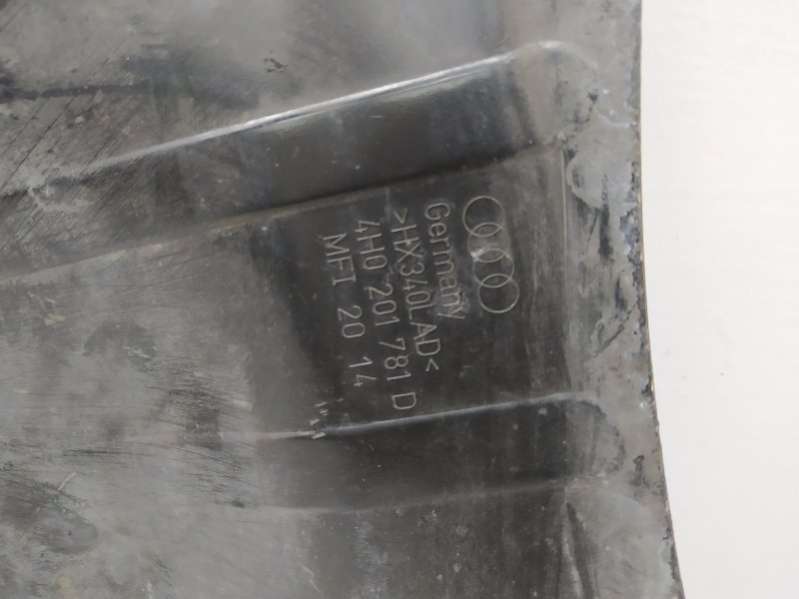 Germany
>HX340LAD<
4H0 201 781 D
MFI 20 14